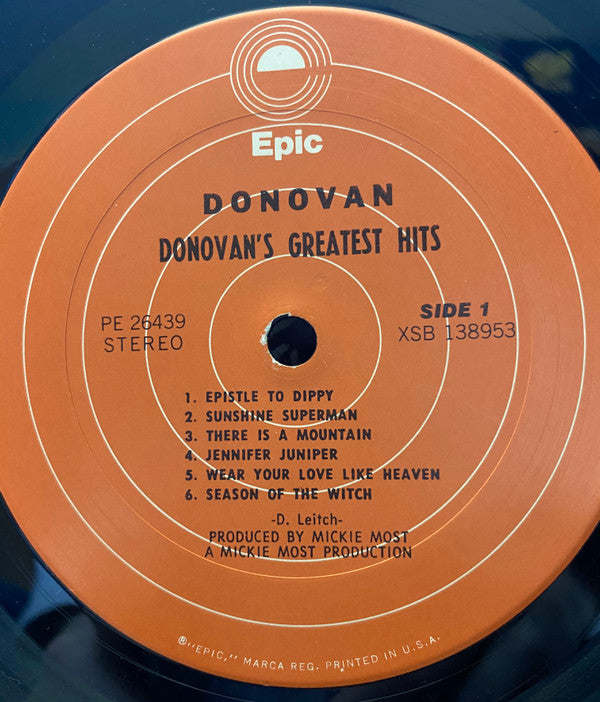 Epic
DONOVAN
DONOVAN'S GREATEST HITS
PE 26439
STEREO
SIDE 1
XSB 138953
1. EPISTLE TO DIPPY
2. SUNSHINE SUPERMAN
3. THERE IS A MOUNTAIN
4. JENNIFER JUNIPER
5. WEAR YOUR LOVE LIKE HEAVEN
6. SEASON OF THE WITCH
-D. Leitch-
PRODUCED BY MICKIE MOST
A MICKIE MOST PRODUCTION
®"EPIC," MARCA REG. PRINTED IN U.S.A.